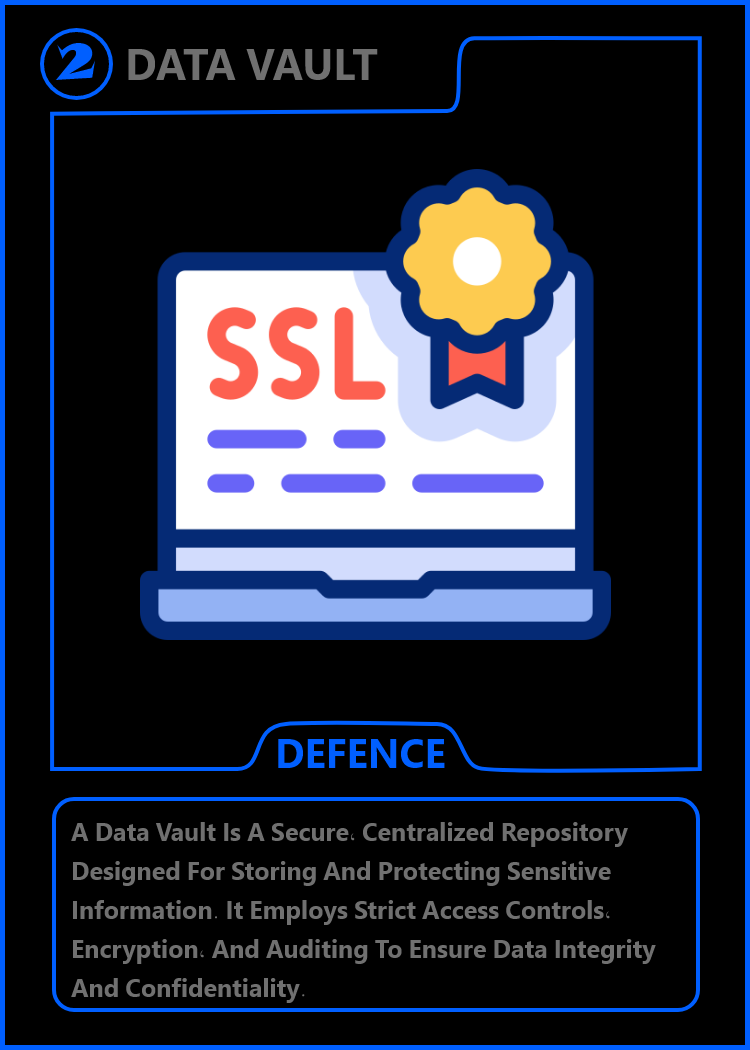 2 DATA VAULT
SSL
DEFENCE
A Data Vault Is A Secure، Centralized Repository
Designed For Storing And Protecting Sensitive
Information. It Employs Strict Access Controls،
Encryption، And Auditing To Ensure Data Integrity
And Confidentiality.